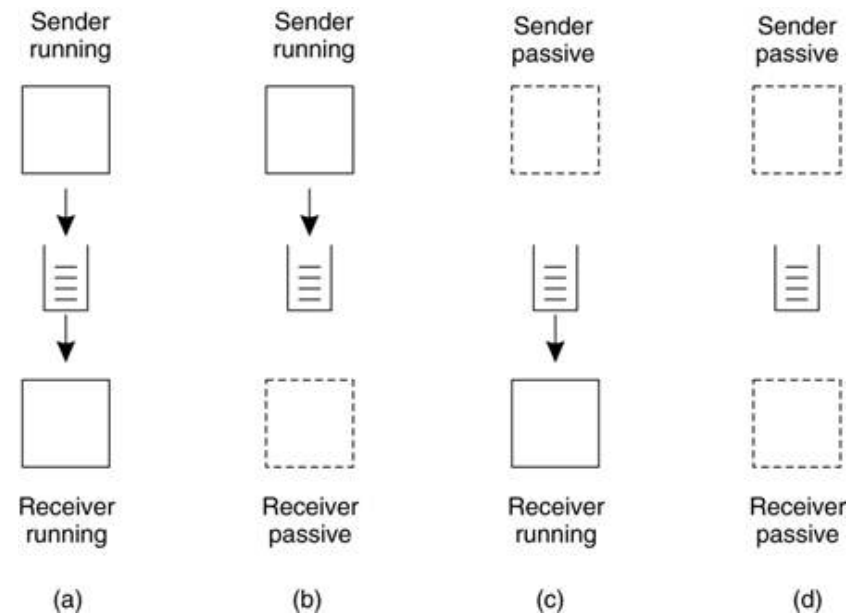 Sender
running
Sender
running
Sender
passive
Sender
passive
Receiver
running
Receiver
passive
Receiver
running
Receiver
passive
(a)
(b)
(c)
(d)